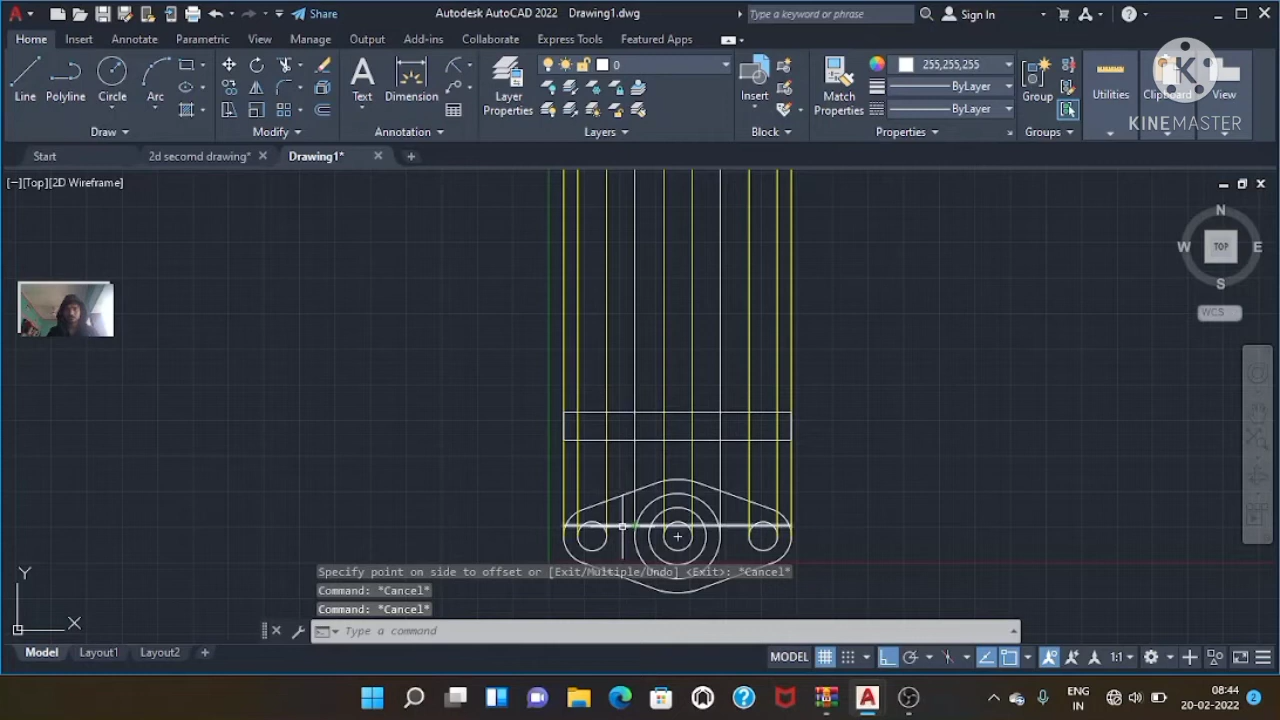 Share
Autodesk AutoCAD 2022 Drawing1.dwg
Type a keyword or phrase
Sign In
Home Insert Annotate Parametric View Manage Output Add-ins Collaborate Express Tools Featured Apps
Line Polyline Circle Arc
Text Dimension
Layer Properties
0
Insert
Match Properties
255,255,255
ByLayer
ByLayer
Group
Utilities
Clipboard
View
K
KINEMASTER
Draw Modify Annotation Layers Block Properties Groups
Start 2d secomd drawing* Drawing1*
[−][Top][2D Wireframe]
N
W TOP E
S
WCS
Specify point on side to offset or [Exit/Multiple/Undo] <Exit>: *Cancel*
Command: *Cancel*
Command: *Cancel*
Type a command
Y
X
Model Layout1 Layout2
MODEL
1:1
ENG
IN
08:44
20-02-2022
2